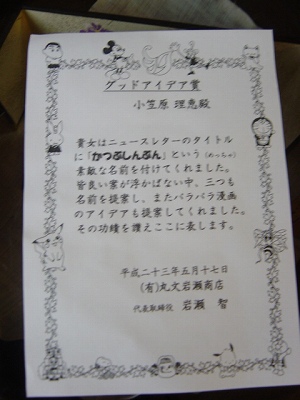 グッドアイデア賞
小笠原 理恵殿
貴女はニュースレターのタイトル
に「かつぶしんぶん」という(めっちゃ)
素敵な名前を付けてくれました。
皆良い案が浮かばない中、三つも
名前を提案し、またパラパラ漫画
のアイデアも提案してくれました。
その功績を讃えここに表します。
平成二十三年五月十七日
(有)丸文岩瀬商店
代表取締役 岩瀬 智